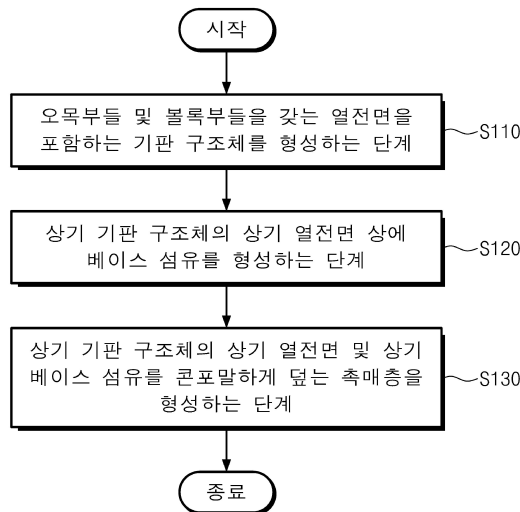 시작
오목부들 및 볼록부들을 갖는 열전면을
포함하는 기판 구조체를 형성하는 단계
S110
상기 기판 구조체의 상기 열전면 상에
베이스 섬유를 형성하는 단계
S120
상기 기판 구조체의 상기 열전면 및 상기
베이스 섬유를 콘포말하게 덮는 촉매층을
형성하는 단계
S130
종료